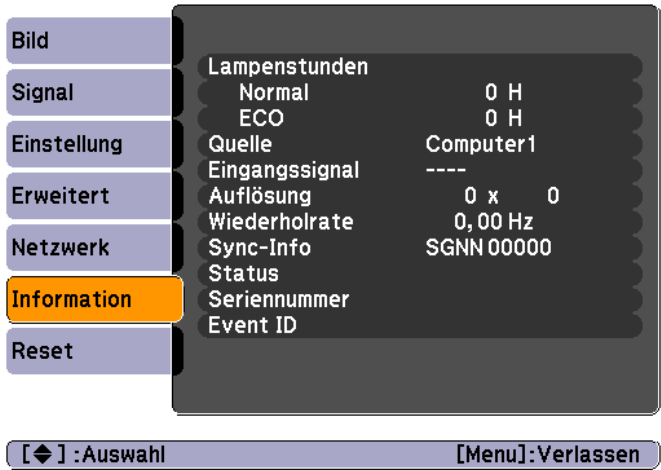 Bild
Signal
Einstellung
Erweitert
Netzwerk
Information
Reset
Lampenstunden
Normal 0 H
ECO 0 H
Quelle Computer1
Eingangssignal ----
Auflösung 0 x 0
Wiederholrate 0,00 Hz
Sync-Info SGNN 00000
Status
Seriennummer
Event ID
[◆] :Auswahl [Menu]:Verlassen